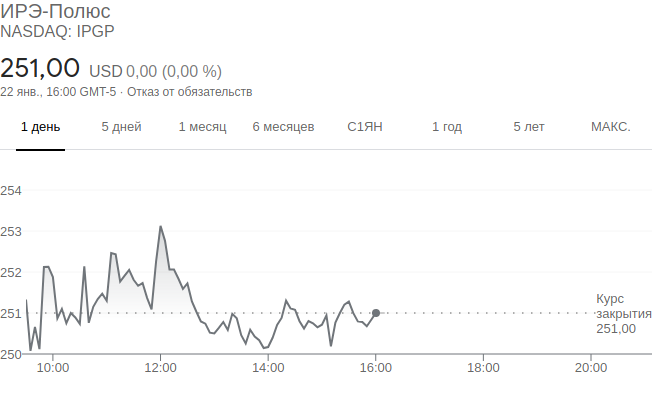 ИРЭ-Полюс
NASDAQ: IPGP
251,00 USD 0,00 (0,00 %)
22 янв., 16:00 GMT-5 · Отказ от обязательств
1 день 5 дней 1 месяц 6 месяцев С1ЯН 1 год 5 лет МАКС.
254
253
252
251
250
Курс
закрытия
251,00
10:00 12:00 14:00 16:00 18:00 20:00